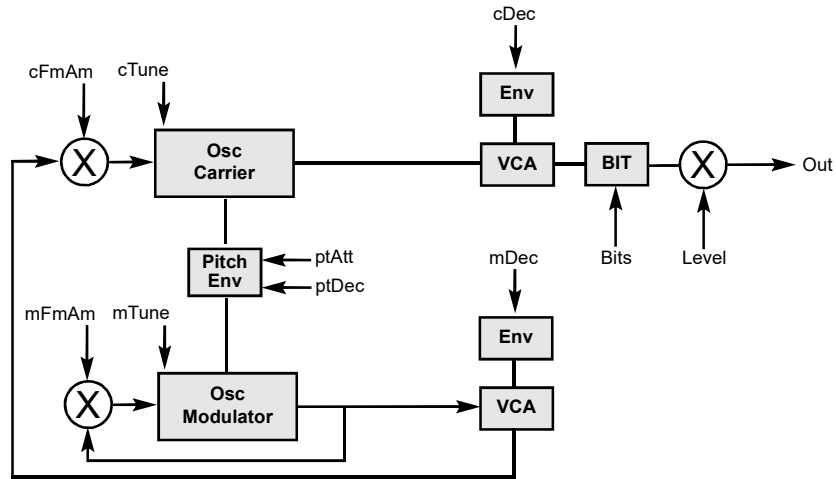 cDec
cFmAm
cTune
Env
Osc
Carrier
X
VCA
BIT
X
Out
Pitch
Env
ptAtt
ptDec
Bits
Level
mDec
mFmAm
mTune
Env
Osc
Modulator
X
VCA